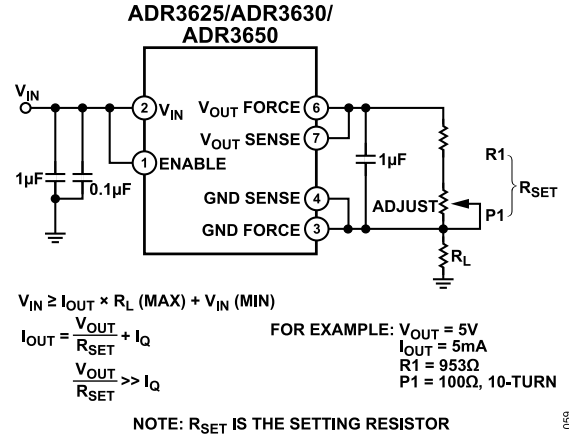 ADR3625/ADR3630/
ADR3650
VIN
2 VIN
VOUT FORCE 6
VOUT SENSE 7
1 ENABLE
1µF
0.1µF
1µF
R1
RSET
GND SENSE 4
ADJUST
P1
GND FORCE 3
RL
VIN ≥ IOUT × RL (MAX) + VIN (MIN)
IOUT = VOUT / RSET + IQ
VOUT / RSET >> IQ
FOR EXAMPLE: VOUT = 5V
IOUT = 5mA
R1 = 953Ω
P1 = 100Ω, 10-TURN
NOTE: RSET IS THE SETTING RESISTOR
059